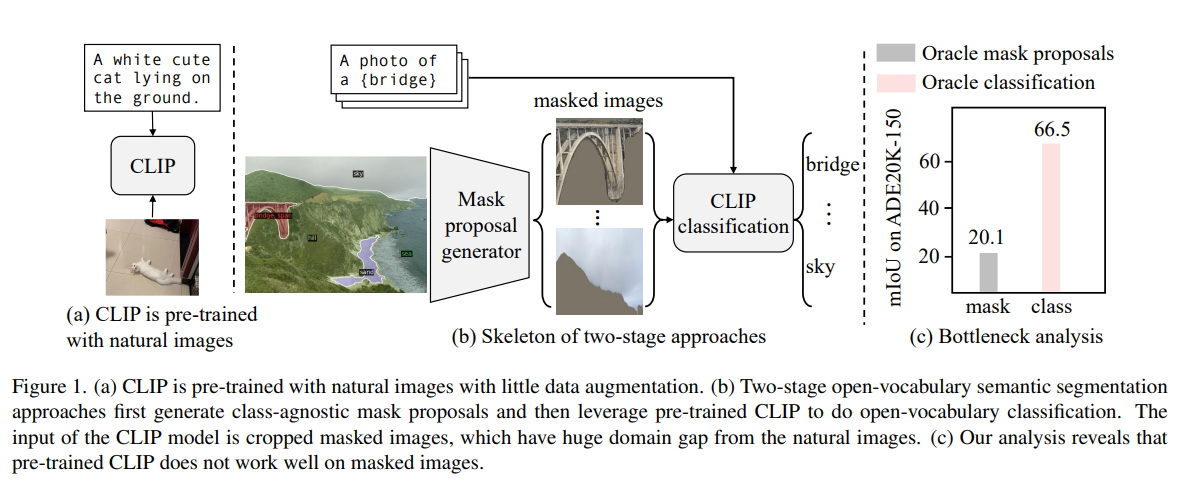 A white cute
cat lying on
the ground.
CLIP
(a) CLIP is pre-trained
with natural images
A photo of
a {bridge}
masked images
sky
bridge
hill
sea
sand
Mask
proposal
generator
CLIP
classification
bridge
sky
(b) Skeleton of two-stage approaches
Oracle mask proposals
Oracle classification
mIoU on ADE20K-150
60
40
20
66.5
20.1
mask class
(c) Bottleneck analysis
Figure 1. (a) CLIP is pre-trained with natural images with little data augmentation. (b) Two-stage open-vocabulary semantic segmentation
approaches first generate class-agnostic mask proposals and then leverage pre-trained CLIP to do open-vocabulary classification. The
input of the CLIP model is cropped masked images, which have huge domain gap from the natural images. (c) Our analysis reveals that
pre-trained CLIP does not work well on masked images.